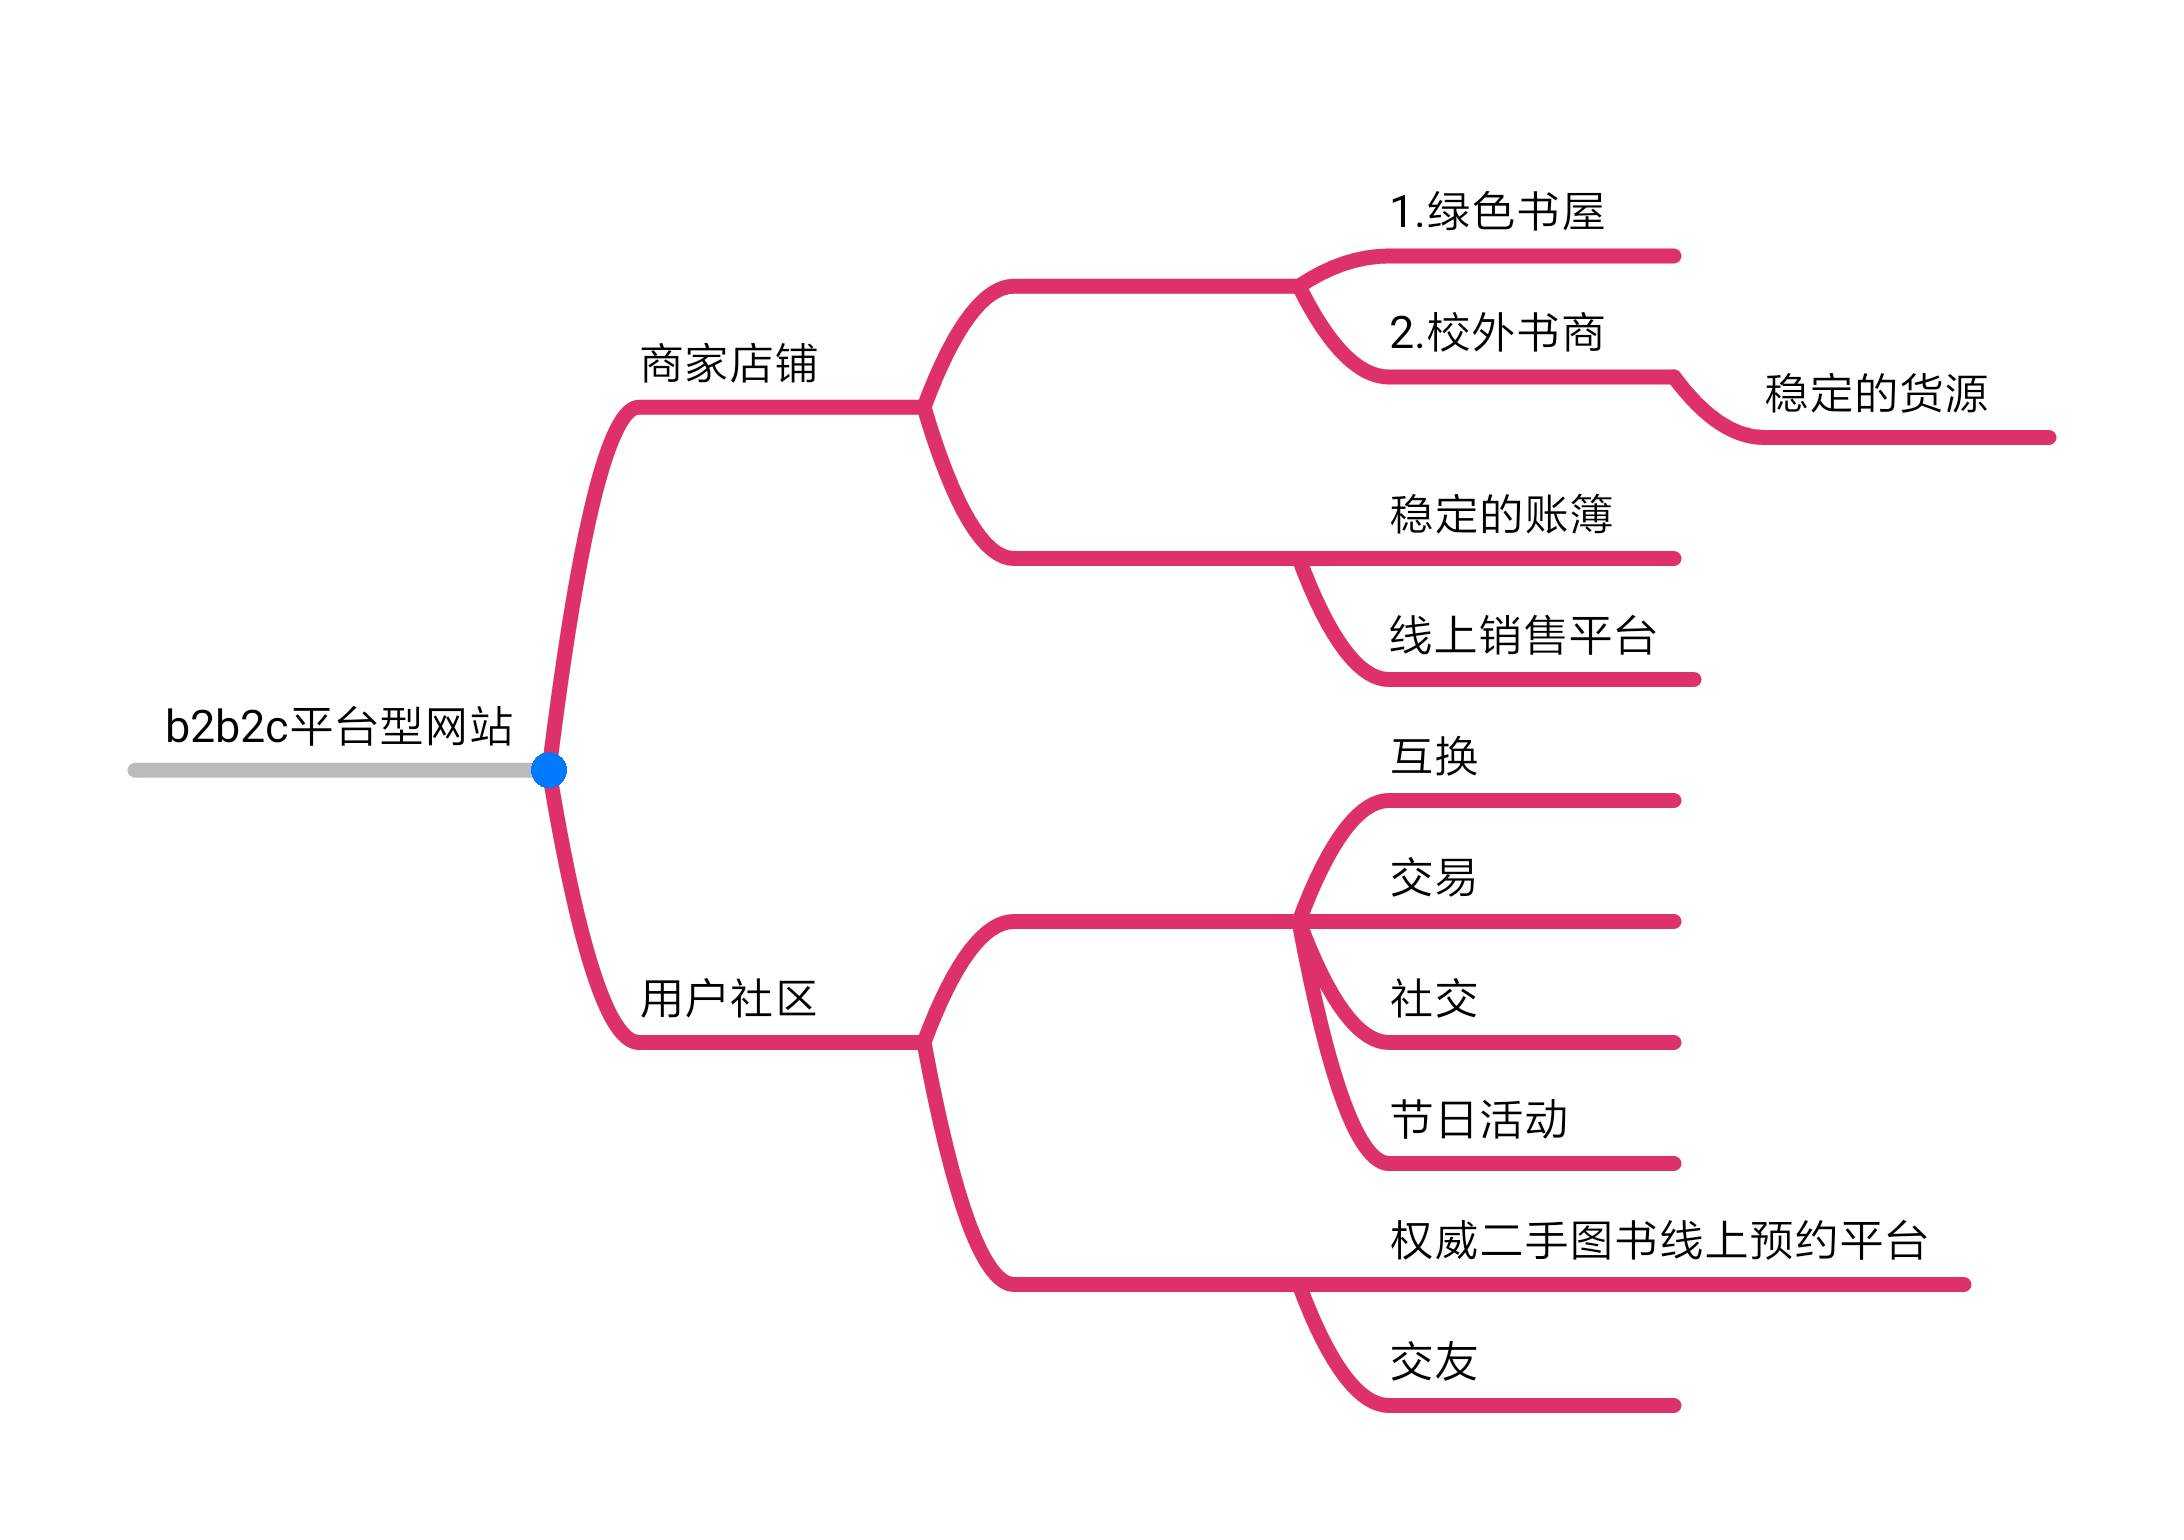 1.绿色书屋
2.校外书商
商家店铺
稳定的货源
稳定的账簿
线上销售平台
b2b2c平台型网站
互换
交易
用户社区
社交
节日活动
权威二手图书线上预约平台
交友